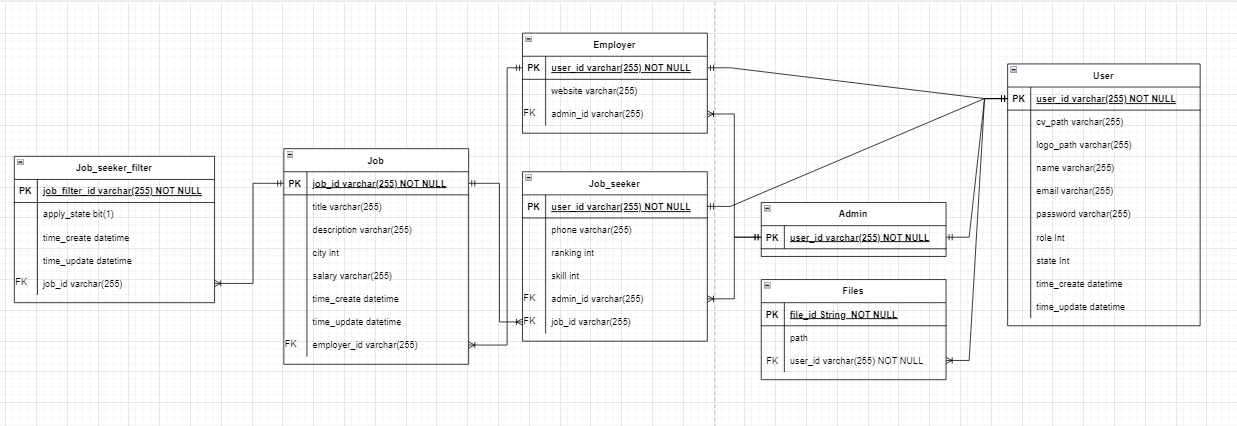 Job_seeker_filter
PK job_filter_id varchar(255) NOT NULL
apply_state bit(1)
time_create datetime
time_update datetime
FK job_id varchar(255)
Job
PK job_id varchar(255) NOT NULL
title varchar(255)
description varchar(255)
city int
salary varchar(255)
time_create datetime
time_update datetime
FK employer_id varchar(255)
Employer
PK user_id varchar(255) NOT NULL
website varchar(255)
FK admin_id varchar(255)
Job_seeker
PK user_id varchar(255) NOT NULL
phone varchar(255)
ranking int
skill int
FK admin_id varchar(255)
FK job_id varchar(255)
Admin
PK user_id varchar(255) NOT NULL
Files
PK file_id String NOT NULL
path
FK user_id varchar(255) NOT NULL
User
PK user_id varchar(255) NOT NULL
cv_path varchar(255)
logo_path varchar(255)
name varchar(255)
email varchar(255)
password varchar(255)
role Int
state Int
time_create datetime
time_update datetime